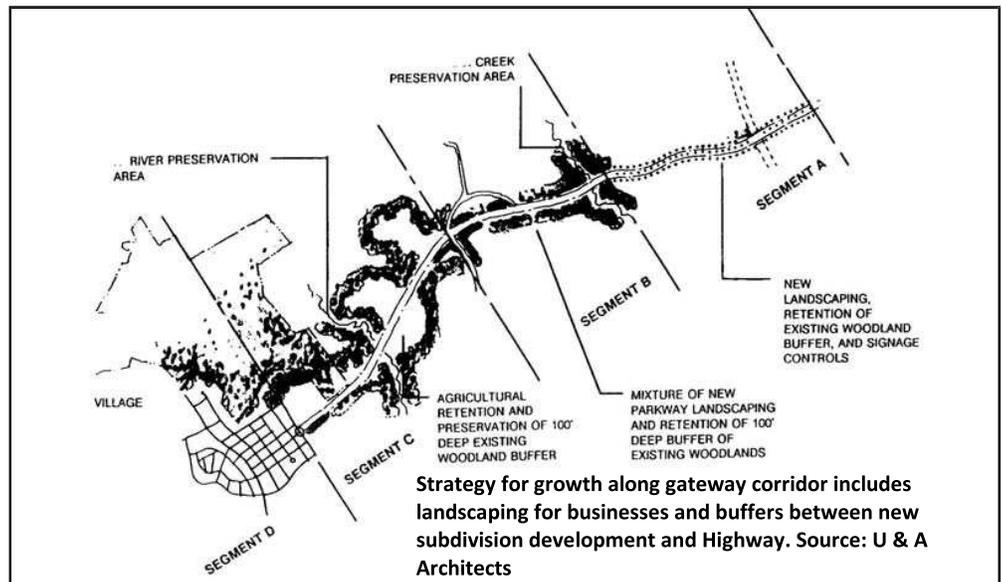 ... CREEK
PRESERVATION AREA
.. RIVER PRESERVATION
AREA
SEGMENT A
SEGMENT B
NEW
LANDSCAPING,
RETENTION OF
EXISTING WOODLAND
BUFFER, AND SIGNAGE
CONTROLS
VILLAGE
AGRICULTURAL
RETENTION AND
PRESERVATION OF 100'
DEEP EXISTING
WOODLAND BUFFER
MIXTURE OF NEW
PARKWAY LANDSCAPING
AND RETENTION OF 100'
DEEP BUFFER OF
EXISTING WOODLANDS
SEGMENT C
SEGMENT D
Strategy for growth along gateway corridor includes
landscaping for businesses and buffers between new
subdivision development and Highway. Source: U & A
Architects